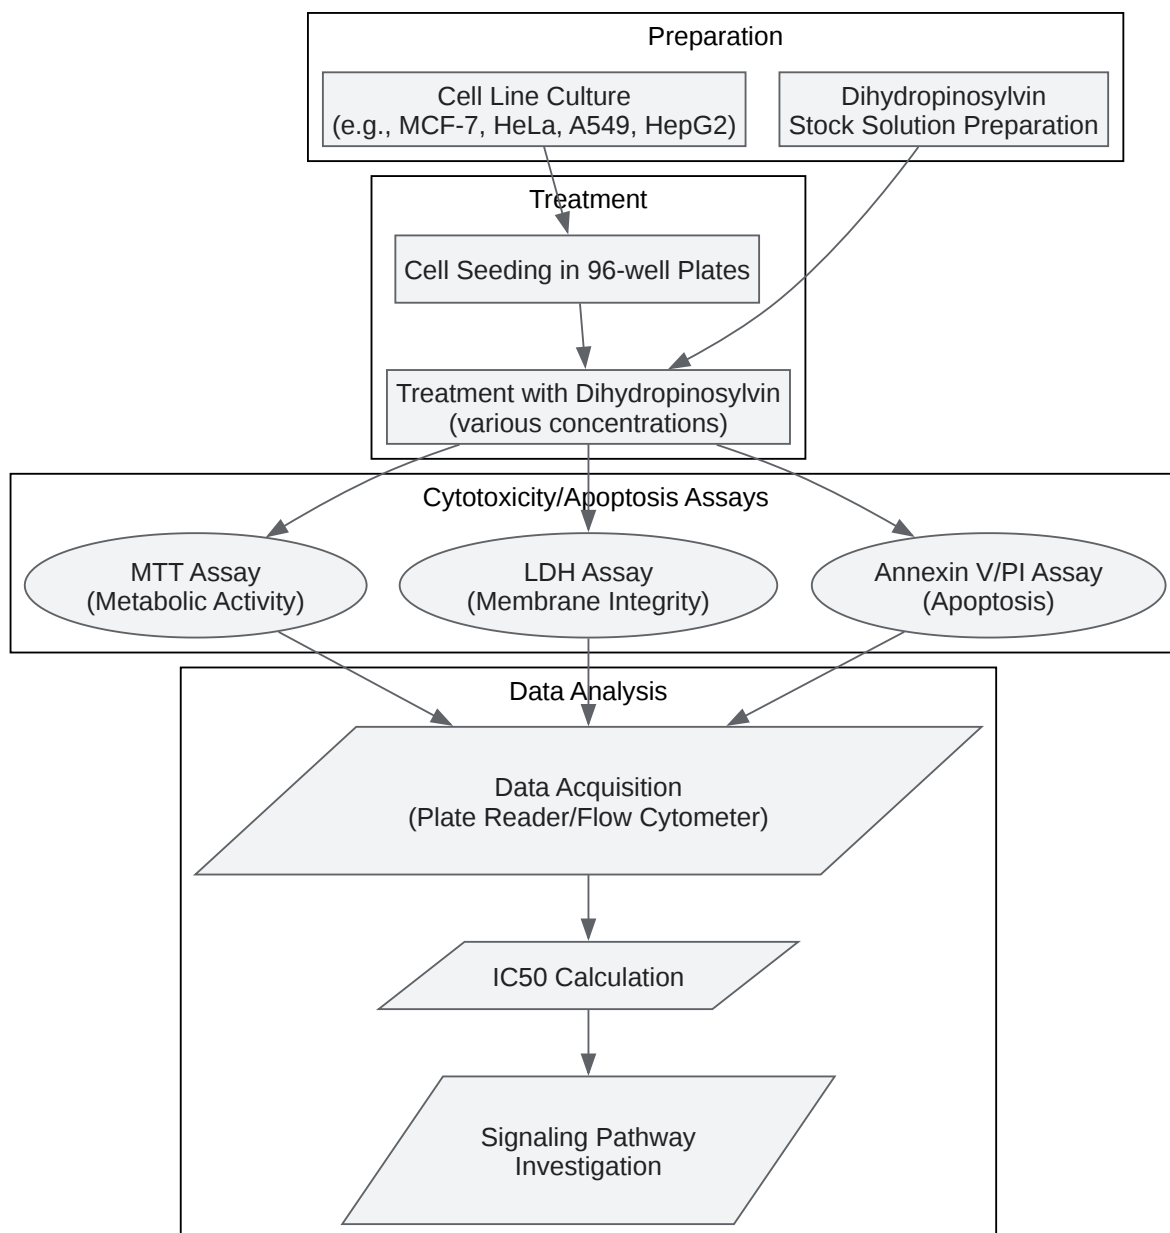 Preparation
Cell Line Culture
(e.g., MCF-7, HeLa, A549, HepG2)
Dihydropinosylvin
Stock Solution Preparation
Treatment
Cell Seeding in 96-well Plates
Treatment with Dihydropinosylvin
(various concentrations)
Cytotoxicity/Apoptosis Assays
MTT Assay
(Metabolic Activity)
LDH Assay
(Membrane Integrity)
Annexin V/PI Assay
(Apoptosis)
Data Analysis
Data Acquisition
(Plate Reader/Flow Cytometer)
IC50 Calculation
Signaling Pathway
Investigation